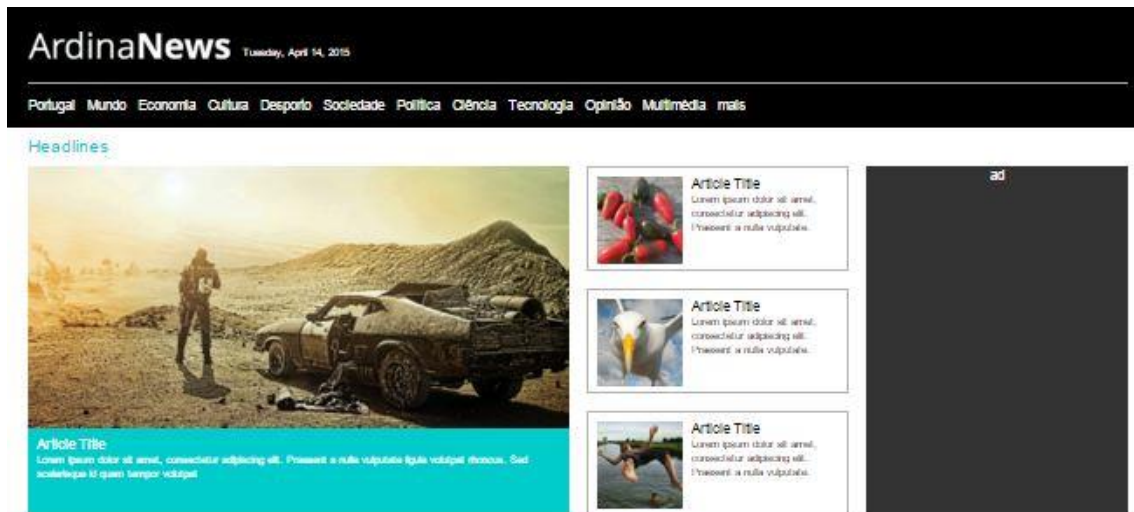 ArdinaNews Tuesday, April 14, 2015
Portugal Mundo Economia Cultura Desporto Sociedade Política Ciência Tecnologia Opinião Multimédia mais
Headlines
Article Title
Lorem ipsum dolor sit amet, consectetur adipiscing elit. Praesent a nulla vulputate ligula volutpat rhoncus. Sed
scelerisque id quam tempor volutpat
Article Title
Lorem ipsum dolor sit amet,
consectetur adipiscing elit.
Praesent a nulla vulputate.
Article Title
Lorem ipsum dolor sit amet,
consectetur adipiscing elit.
Praesent a nulla vulputate.
Article Title
Lorem ipsum dolor sit amet,
consectetur adipiscing elit.
Praesent a nulla vulputate.
ad